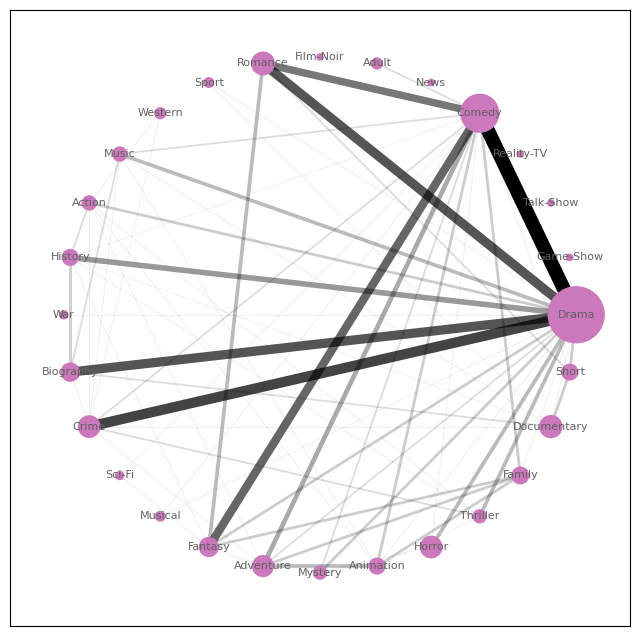 Film-Noir
Romance
Adult
Sport
News
Western
Comedy
Music
Reality-TV
Action
Talk-Show
History
Game-Show
War
Drama
Biography
Short
Crime
Documentary
Sci-Fi
Family
Musical
Thriller
Fantasy
Horror
Adventure
Animation
Mystery